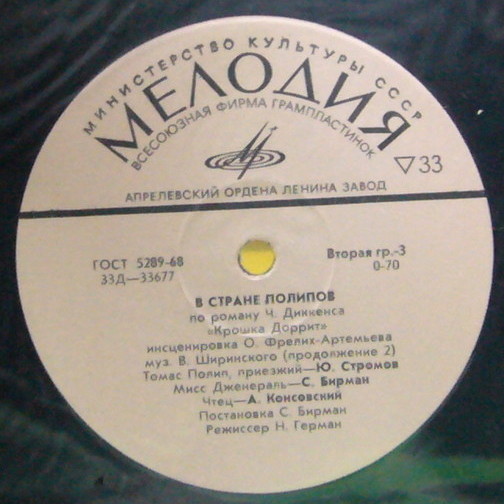 МИНИСТЕРСТВО КУЛЬТУРЫ СССР
МЕЛОДИЯ
ВСЕСОЮЗНАЯ ФИРМА ГРАМПЛАСТИНОК
▽33
АПРЕЛЕВСКИЙ ОРДЕНА ЛЕНИНА ЗАВОД
ГОСТ 5289-68
33Д—33677
Вторая гр.-3
0-70
В СТРАНЕ ПОЛИПОВ
по роману Ч. Диккенса
«Крошка Доррит»
инсценировка О. Фрелих-Артемьева
муз. В. Ширинского (продолжение 2)
Томас Полип, приезжий—Ю. Стромов
Мисс Дженераль—С. Бирман
Чтец—А. Консовский
Постановка С. Бирман
Режиссер Н. Герман